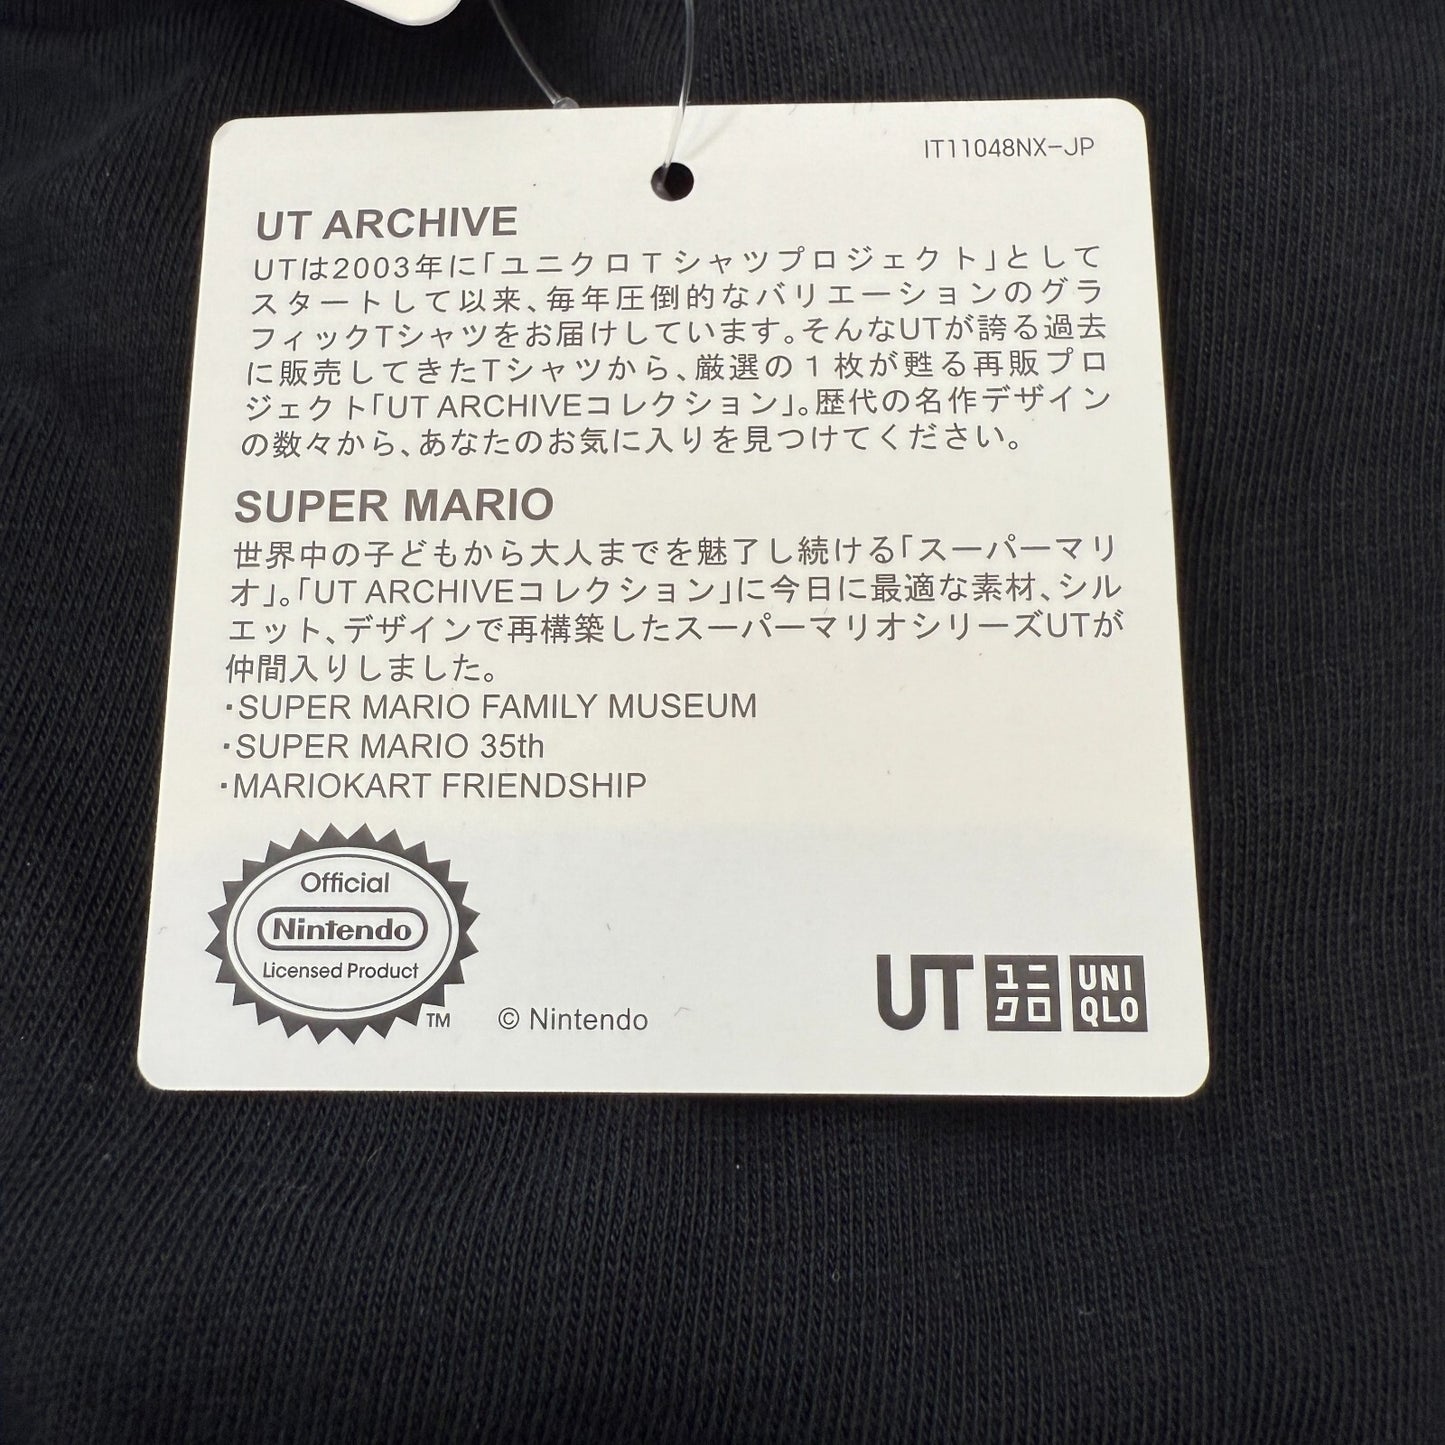 IT11048NX-JP
UT ARCHIVE
UTは2003年に「ユニクロTシャツプロジェクト」として
スタートして以来、毎年圧倒的なバリエーションのグラ
フィックTシャツをお届けしています。そんなUTが誇る過去
に販売してきたTシャツから、厳選の1枚が甦る再販プロ
ジェクト「UT ARCHIVEコレクション」。歴代の名作デザイン
の数々から、あなたのお気に入りを見つけてください。
SUPER MARIO
世界中の子どもから大人までを魅了し続ける「スーパーマリ
オ」。「UT ARCHIVEコレクション」に今日に最適な素材、シル
エット、デザインで再構築したスーパーマリオシリーズUTが
仲間入りしました。
・SUPER MARIO FAMILY MUSEUM
・SUPER MARIO 35th
・MARIOKART FRIENDSHIP
Official
Nintendo
Licensed Product
TM
© Nintendo
UT
ユニ
クロ
UNI
QLO